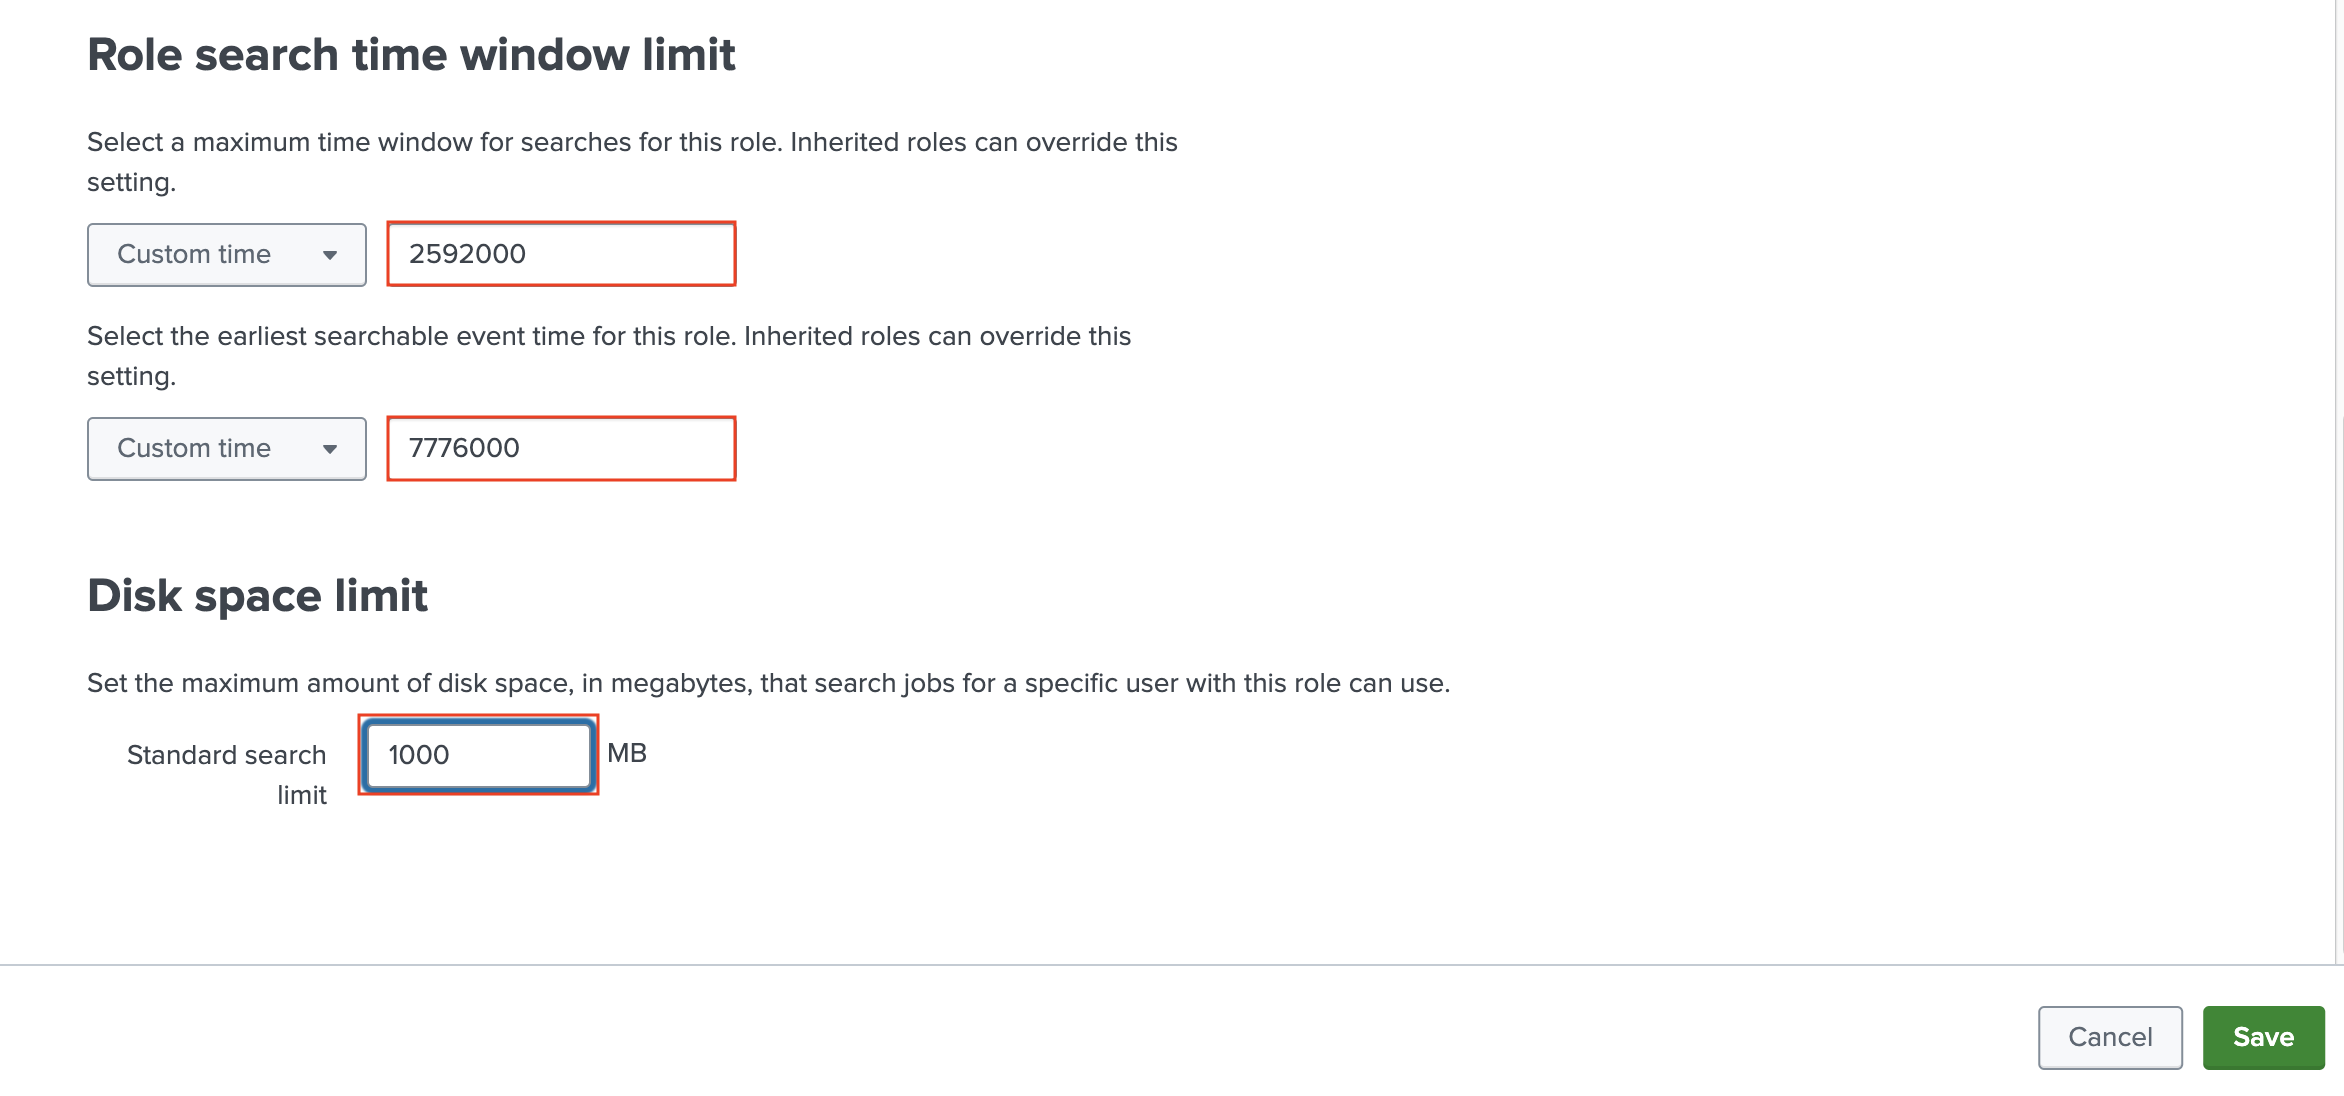 Role search time window limit
Select a maximum time window for searches for this role. Inherited roles can override this
setting.
Custom time
2592000
Select the earliest searchable event time for this role. Inherited roles can override this
setting.
Custom time
7776000
Disk space limit
Set the maximum amount of disk space, in megabytes, that search jobs for a specific user with this role can use.
Standard search
limit
1000
MB
Cancel
Save